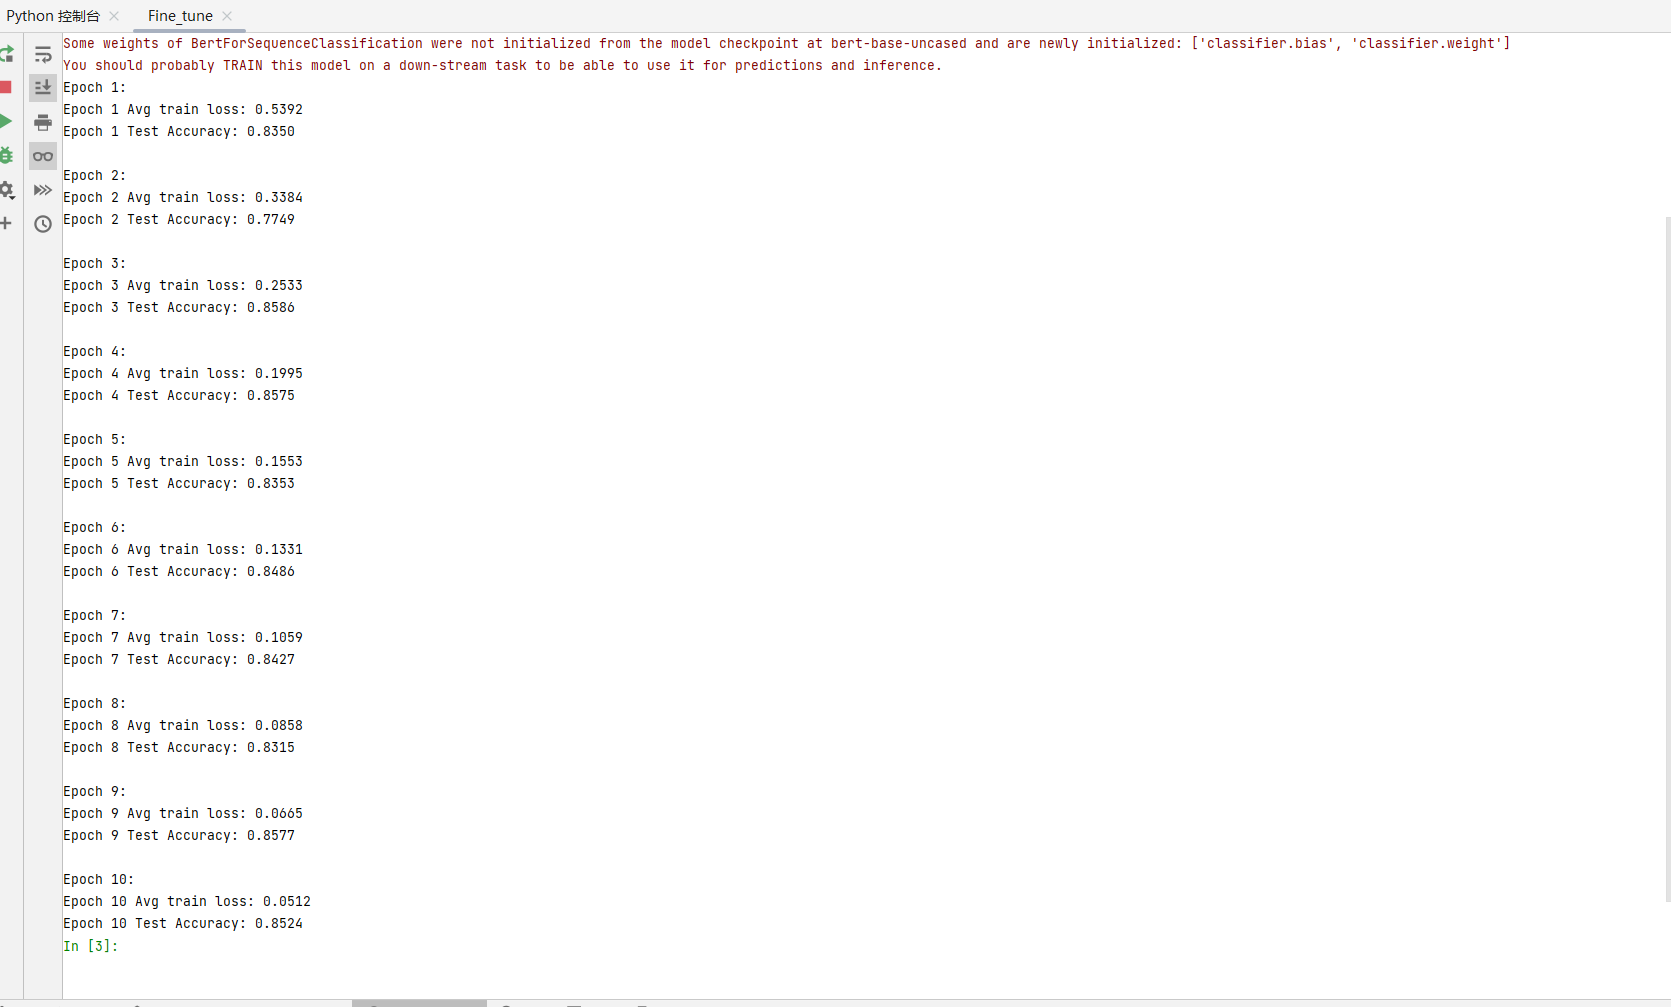 Python 控制台
Fine_tune
Some weights of BertForSequenceClassification were not initialized from the model checkpoint at bert-base-uncased and are newly initialized: ['classifier.bias', 'classifier.weight']
You should probably TRAIN this model on a down-stream task to be able to use it for predictions and inference.
Epoch 1:
Epoch 1 Avg train loss: 0.5392
Epoch 1 Test Accuracy: 0.8350
Epoch 2:
Epoch 2 Avg train loss: 0.3384
Epoch 2 Test Accuracy: 0.7749
Epoch 3:
Epoch 3 Avg train loss: 0.2533
Epoch 3 Test Accuracy: 0.8586
Epoch 4:
Epoch 4 Avg train loss: 0.1995
Epoch 4 Test Accuracy: 0.8575
Epoch 5:
Epoch 5 Avg train loss: 0.1553
Epoch 5 Test Accuracy: 0.8353
Epoch 6:
Epoch 6 Avg train loss: 0.1331
Epoch 6 Test Accuracy: 0.8486
Epoch 7:
Epoch 7 Avg train loss: 0.1059
Epoch 7 Test Accuracy: 0.8427
Epoch 8:
Epoch 8 Avg train loss: 0.0858
Epoch 8 Test Accuracy: 0.8315
Epoch 9:
Epoch 9 Avg train loss: 0.0665
Epoch 9 Test Accuracy: 0.8577
Epoch 10:
Epoch 10 Avg train loss: 0.0512
Epoch 10 Test Accuracy: 0.8524
In [3]: